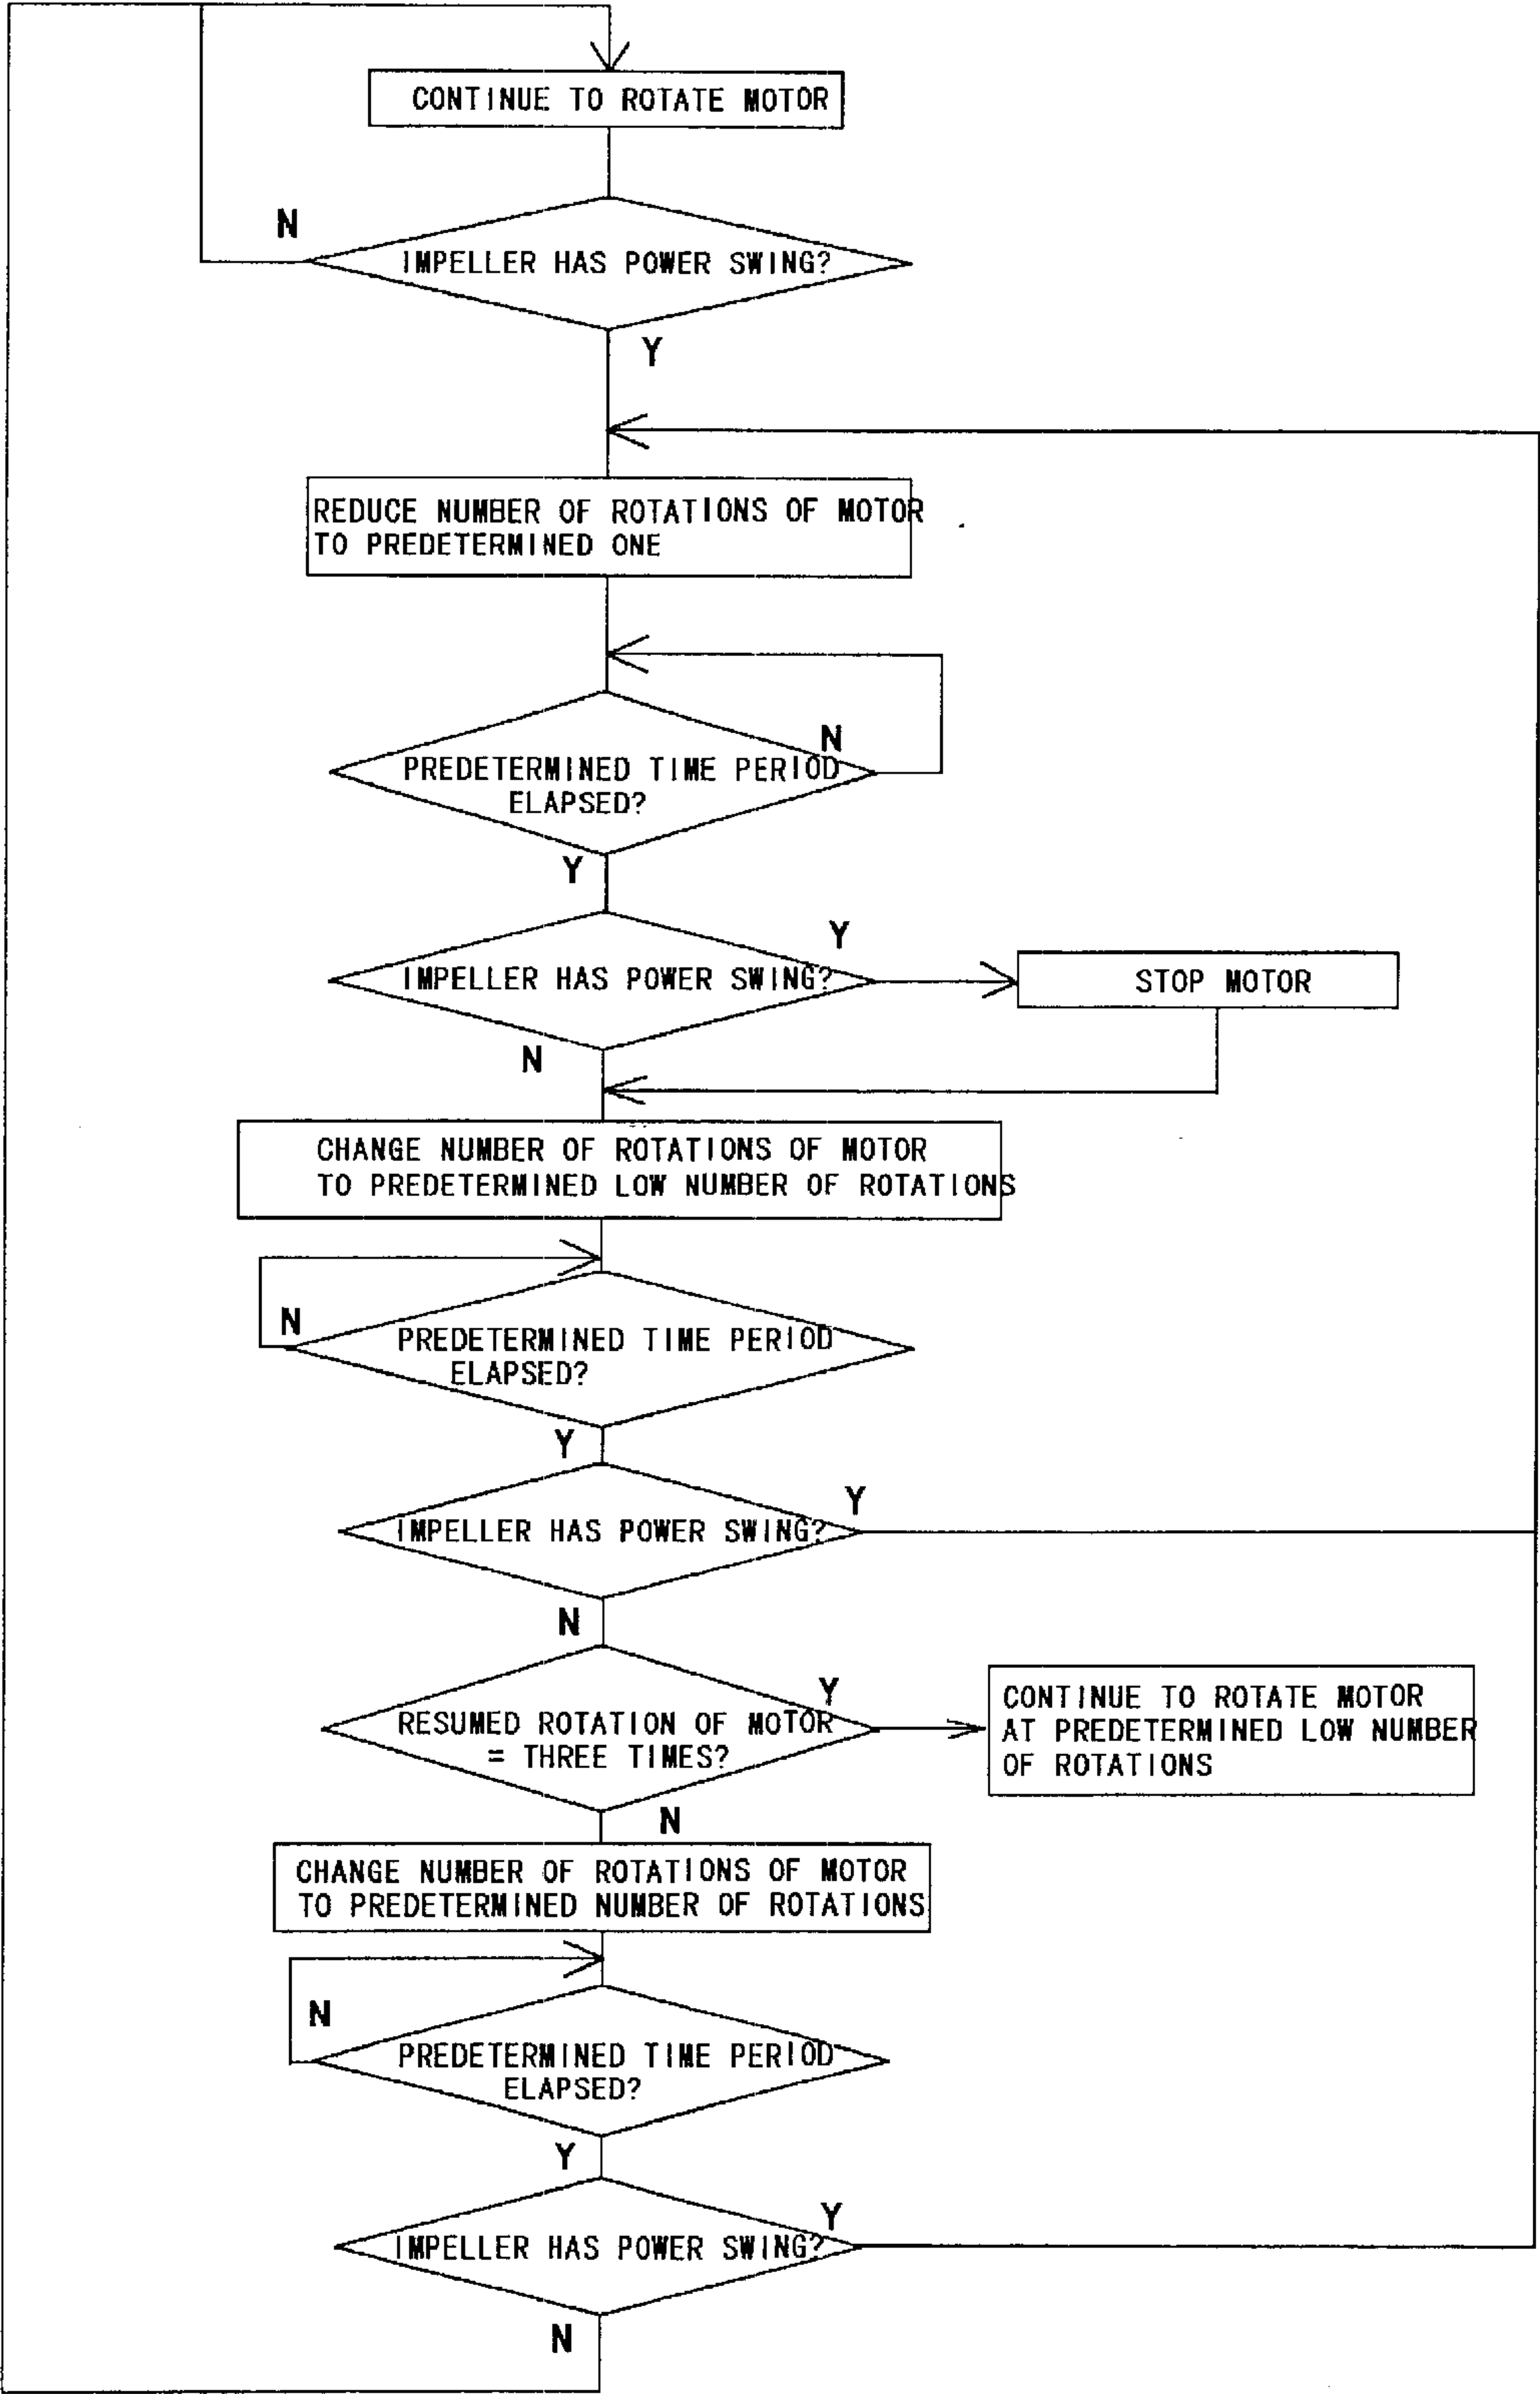 CONTINUE TO ROTATE MOTOR
N
IMPELLER HAS POWER SWING?
Y
REDUCE NUMBER OF ROTATIONS OF MOTOR
TO PREDETERMINED ONE
N
PREDETERMINED TIME PERIOD
ELAPSED?
Y
Y
IMPELLER HAS POWER SWING?
STOP MOTOR
N
CHANGE NUMBER OF ROTATIONS OF MOTOR
TO PREDETERMINED LOW NUMBER OF ROTATIONS
N
PREDETERMINED TIME PERIOD
ELAPSED?
Y
Y
IMPELLER HAS POWER SWING?
N
Y
RESUMED ROTATION OF MOTOR
= THREE TIMES?
CONTINUE TO ROTATE MOTOR
AT PREDETERMINED LOW NUMBER
OF ROTATIONS
N
CHANGE NUMBER OF ROTATIONS OF MOTOR
TO PREDETERMINED NUMBER OF ROTATIONS
N
PREDETERMINED TIME PERIOD
ELAPSED?
Y
Y
IMPELLER HAS POWER SWING?
N